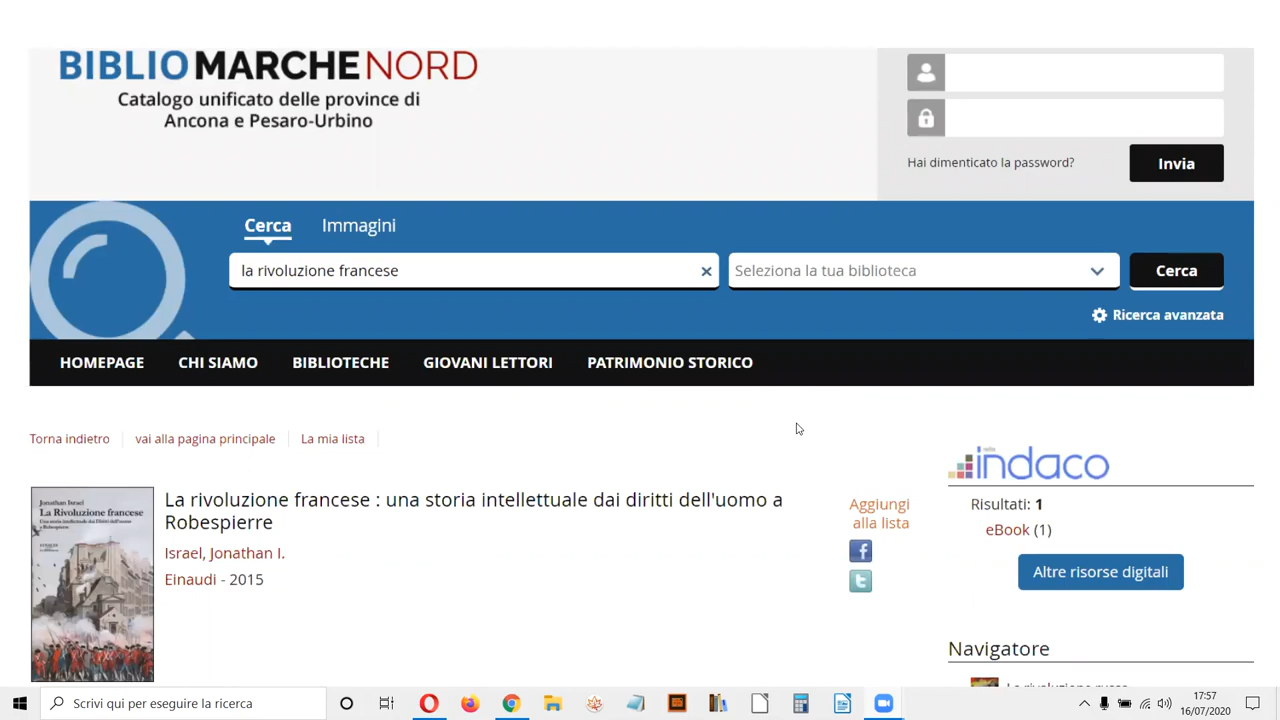 BIBLIOMARCHENORD
Catalogo unificato delle province di
Ancona e Pesaro-Urbino
Hai dimenticato la password?
Invia
Cerca
Immagini
la rivoluzione francese
Seleziona la tua biblioteca
Cerca
Ricerca avanzata
HOMEPAGE
CHI SIAMO
BIBLIOTECHE
GIOVANI LETTORI
PATRIMONIO STORICO
Torna indietro
vai alla pagina principale
La mia lista
Jonathan Israel
La Rivoluzione francese
La rivoluzione francese : una storia intellettuale dai diritti dell'uomo a
Robespierre
Israel, Jonathan I.
Einaudi - 2015
Aggiungi
alla lista
indaco
Risultati: 1
eBook (1)
Altre risorse digitali
Navigatore
Scrivi qui pereseguire la ricerca
17:57
16/07/2020